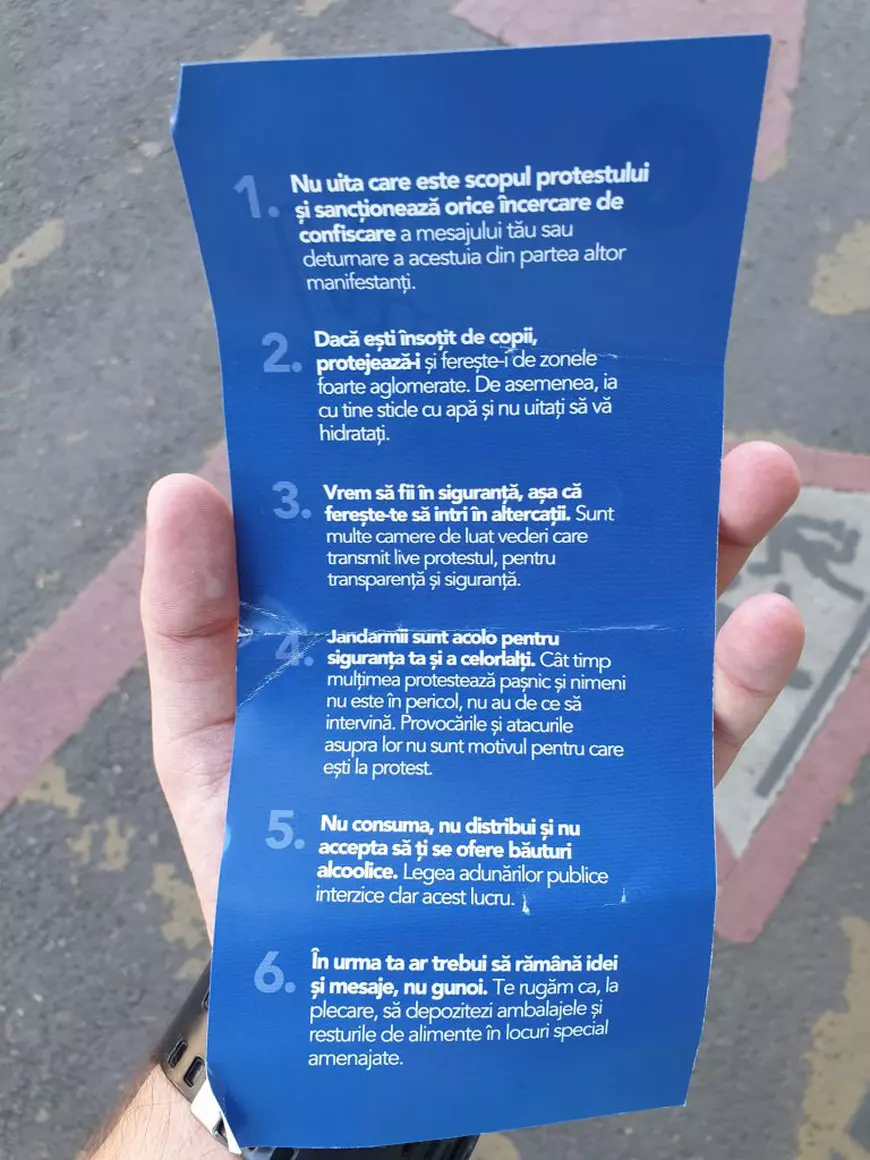 1. Nu uita care este scopul protestului
și sancționează orice încercare de
confiscare a mesajului tău sau
deturnare a acestuia din partea altor
manifestanți.
2. Dacă ești însoțit de copii,
protejează-i și ferește-i de zonele
foarte aglomerate. De asemenea, ia
cu tine sticle cu apă și nu uitați să vă
hidratați.
3. Vrem să fii în siguranță, așa că
ferește-te să intri în altercații. Sunt
multe camere de luat vederi care
transmit live protestul, pentru
transparență și siguranță.
4. Jandarmii sunt acolo pentru
siguranța ta și a celorlalți. Cât timp
mulțimea protestează pașnic și nimeni
nu este în pericol, nu au de ce să
intervină. Provocările și atacurile
asupra lor nu sunt motivul pentru care
ești la protest.
5. Nu consuma, nu distribui și nu
accepta să ți se ofere băuturi
alcoolice. Legea adunărilor publice
interzice clar acest lucru.
6. În urma ta ar trebui să rămână idei
și mesaje, nu gunoi. Te rugăm ca, la
plecare, să depozitezi ambalajele și
resturile de alimente în locuri special
amenajate.